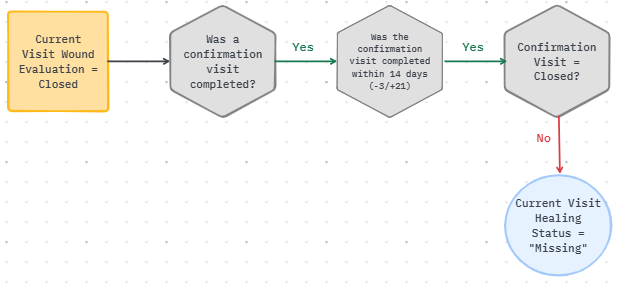 Current
Visit Wound
Evaluation =
Closed
Was a
confirmation
visit
completed?
Yes
Was the
confirmation
visit completed
within 14 days
(-3/+21)
Yes
Confirmation
Visit =
Closed?
No
Current Visit
Healing
Status =
"Missing"